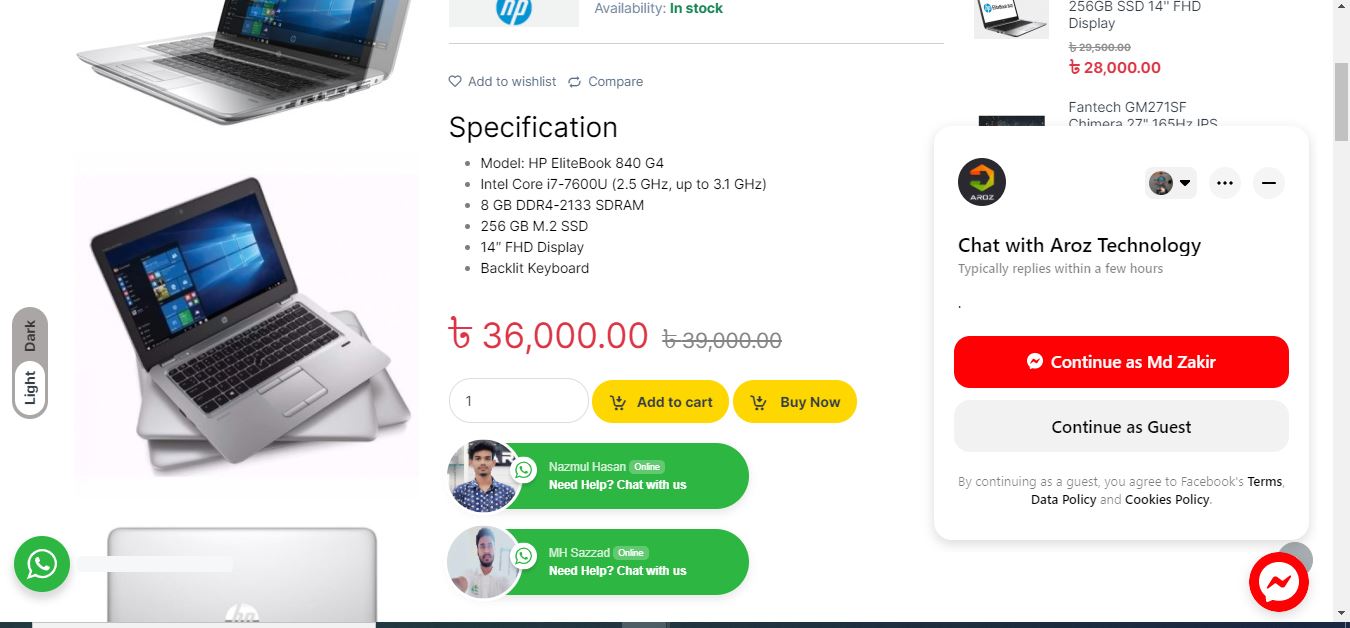 Availability: In stock
Add to wishlist Compare
Specification
Model: HP EliteBook 840 G4
Intel Core i7-7600U (2.5 GHz, up to 3.1 GHz)
8 GB DDR4-2133 SDRAM
256 GB M.2 SSD
14″ FHD Display
Backlit Keyboard
৳ 36,000.00 ৳ 39,000.00
1
Add to cart
Buy Now
Nazmul Hasan Online
Need Help? Chat with us
MH Sazzad Online
Need Help? Chat with us
Dark
Light
hp
hp
256GB SSD 14″ FHD
Display
৳ 29,500.00
৳ 28,000.00
Fantech GM271SF
Chimera 27″ 165Hz IPS
AROZ
Chat with Aroz Technology
Typically replies within a few hours
.
Continue as Md Zakir
Continue as Guest
By continuing as a guest, you agree to Facebook's Terms,
Data Policy and Cookies Policy.